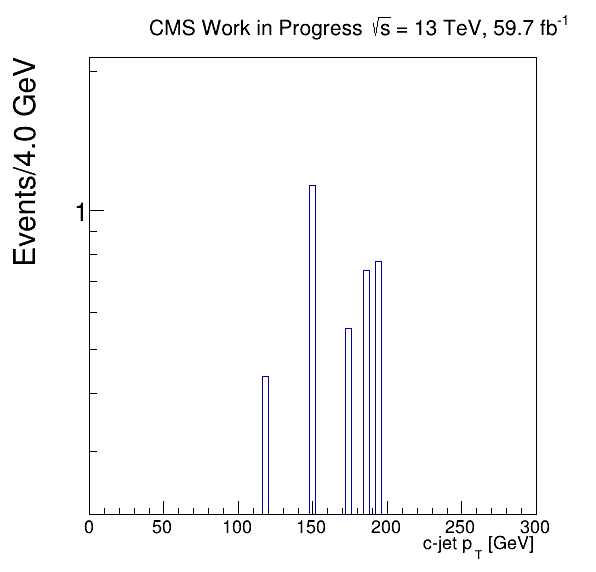 CMS Work in Progress √s = 13 TeV, 59.7 fb⁻¹
Events/4.0 GeV
1
0 50 100 150 200 250 300
c-jet p_T [GeV]